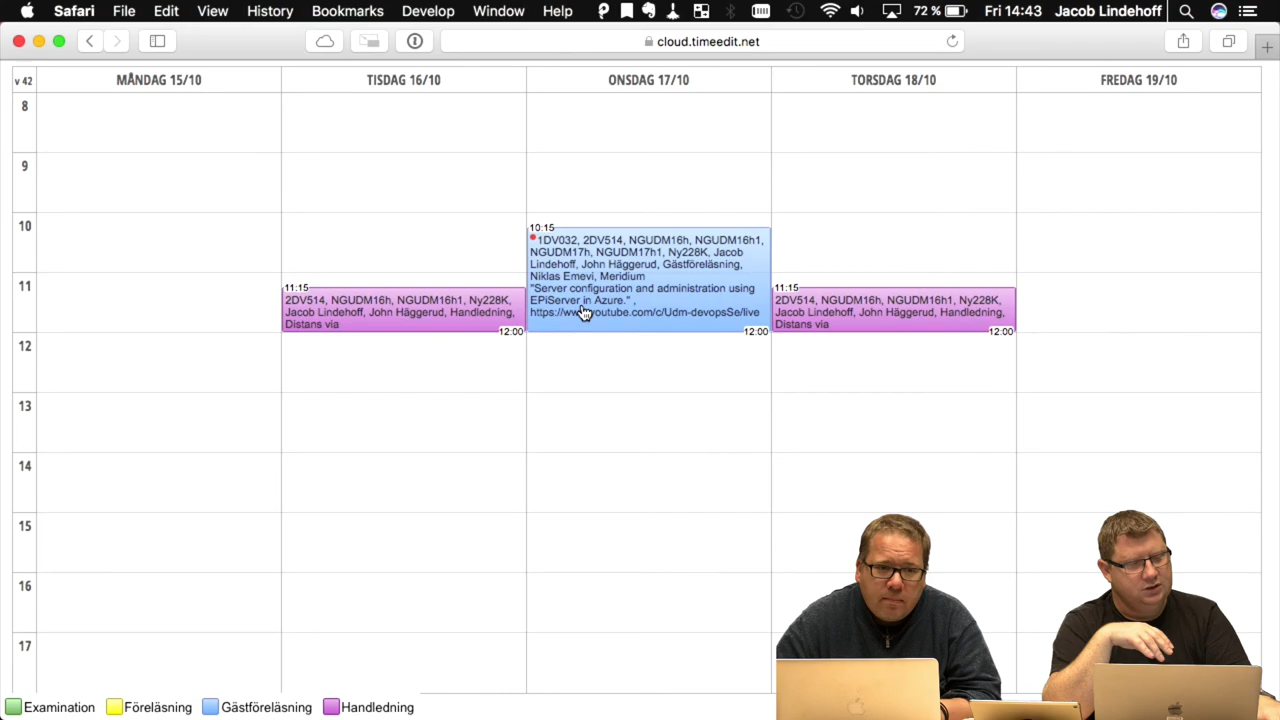 Safari File Edit View History Bookmarks Develop Window Help 72 % Fri 14:43 Jacob Lindehoff
cloud.timeedit.net
v 42 MÅNDAG 15/10 TISDAG 16/10 ONSDAG 17/10 TORSDAG 18/10 FREDAG 19/10
8
9
10
10:15
1DV032, 2DV514, NGUDM16h, NGUDM16h1,
NGUDM17h, NGUDM17h1, Ny228K, Jacob
Lindehoff, John Häggerud, Gästföreläsning,
Niklas Emevi, Meridium
"Server configuration and administration using
EPiServer in Azure." ,
https://www.youtube.com/c/Udm-devopsSe/live
12:00
11
11:15
2DV514, NGUDM16h, NGUDM16h1, Ny228K,
Jacob Lindehoff, John Häggerud, Handledning,
Distans via
12:00
11:15
2DV514, NGUDM16h, NGUDM16h1, Ny228K,
Jacob Lindehoff, John Häggerud, Handledning,
Distans via
12:00
12
13
14
15
16
17
Examination Föreläsning Gästföreläsning Handledning